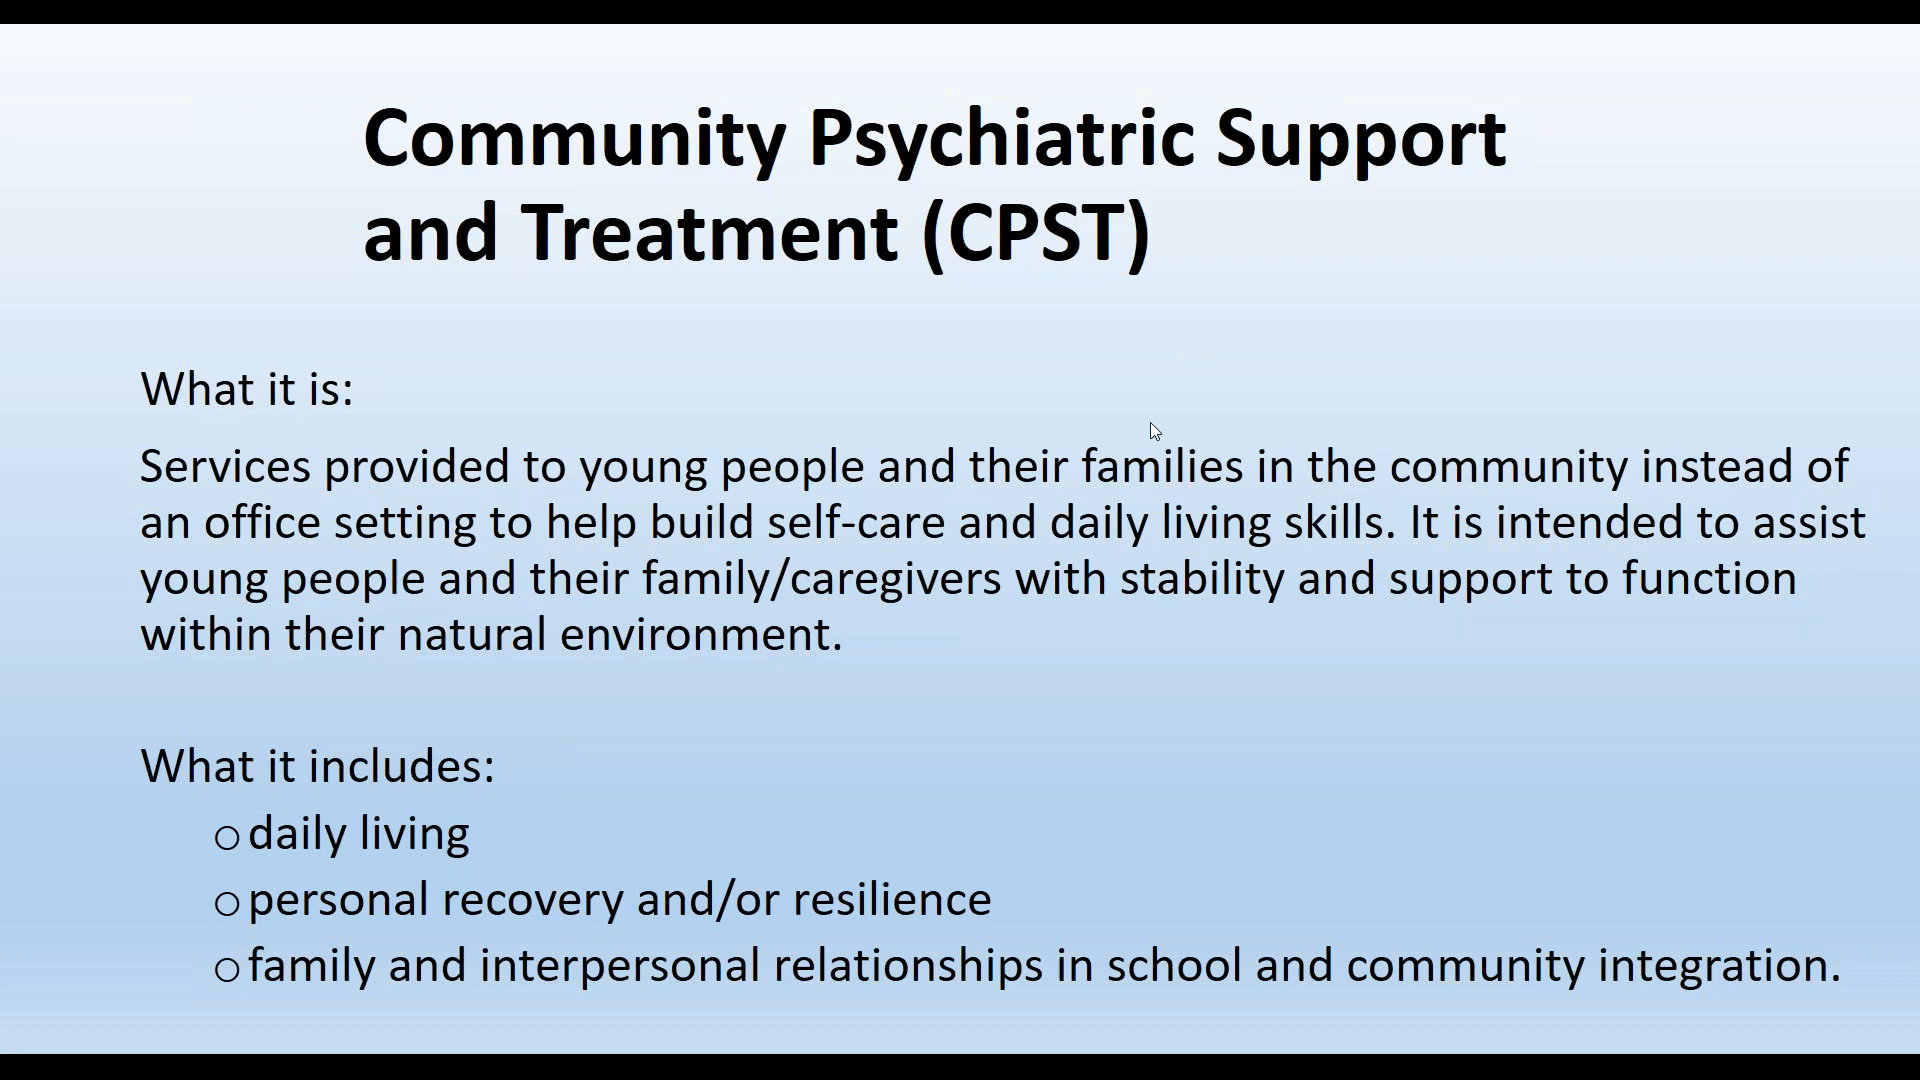 Community Psychiatric Support
and Treatment (CPST)
What it is:
Services provided to young people and their families in the community instead of
an office setting to help build self-care and daily living skills. It is intended to assist
young people and their family/caregivers with stability and support to function
within their natural environment.
What it includes:
○ daily living
○ personal recovery and/or resilience
○ family and interpersonal relationships in school and community integration.